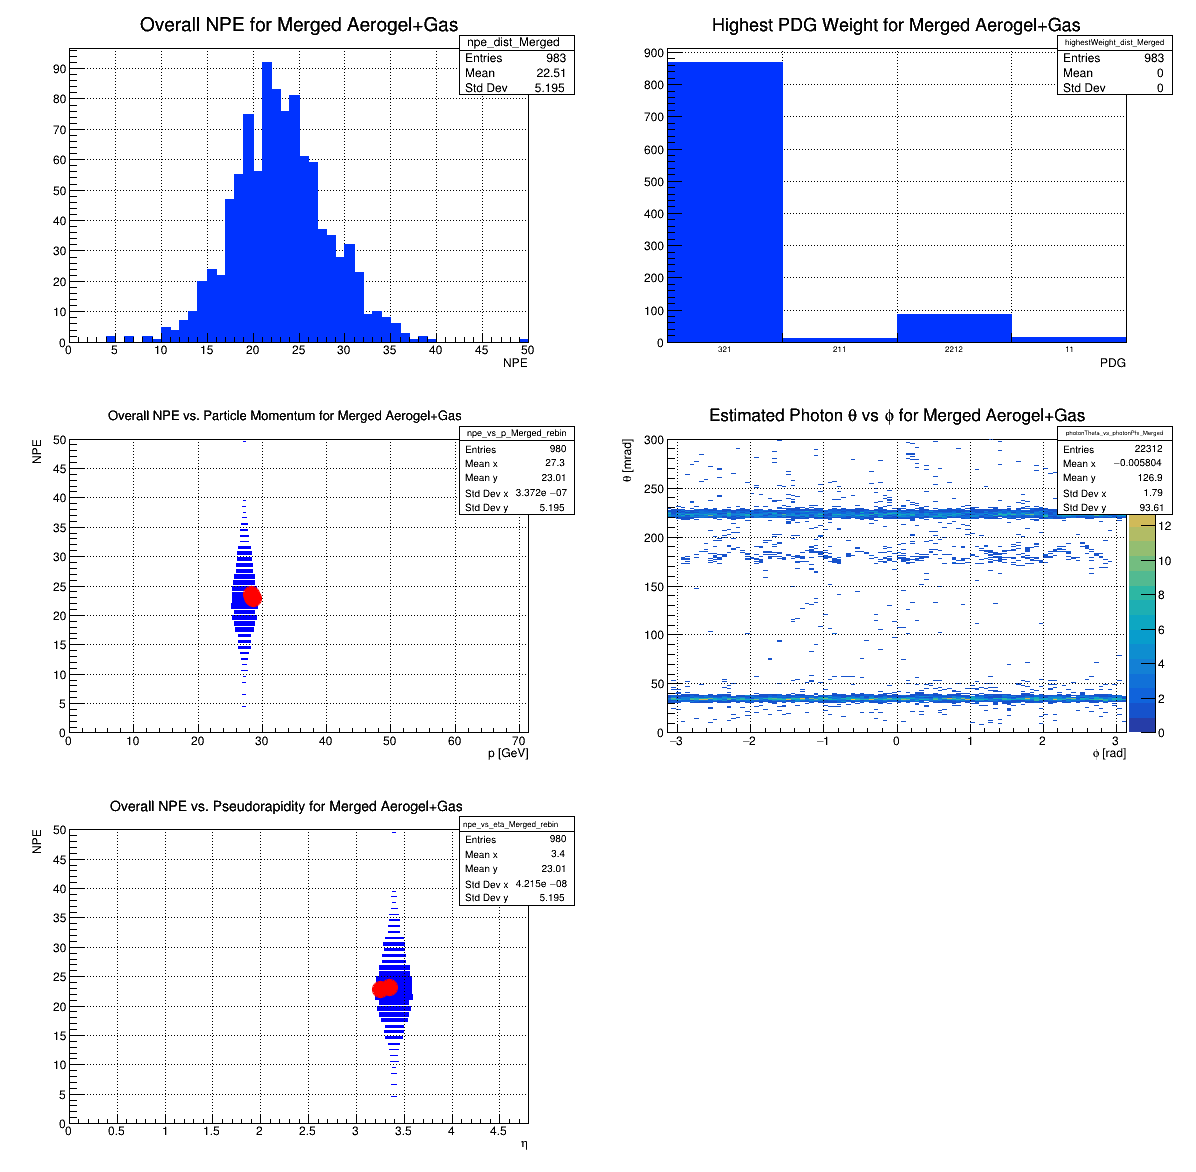 Overall NPE for Merged Aerogel+Gas
npe_dist_Merged
Entries 983
Mean 22.51
Std Dev 5.195
90
80
70
60
50
40
30
20
10
0
0 5 10 15 20 25 30 35 40 45 50
NPE
Highest PDG Weight for Merged Aerogel+Gas
highestWeight_dist_Merged
Entries 983
Mean 0
Std Dev 0
900
800
700
600
500
400
300
200
100
0
321 211 2212 11
PDG
Overall NPE vs. Particle Momentum for Merged Aerogel+Gas
npe_vs_p_Merged_rebin
Entries 980
Mean x 27.3
Mean y 23.01
Std Dev x 3.372e −07
Std Dev y 5.195
NPE
50
45
40
35
30
25
20
15
10
5
0
0 10 20 30 40 50 60 70
p [GeV]
Estimated Photon θ vs ϕ for Merged Aerogel+Gas
photonTheta_vs_photonPhi_Merged
Entries 22312
Mean x −0.005804
Mean y 126.9
Std Dev x 1.79
Std Dev y 93.61
θ [mrad]
300
250
200
150
100
50
0
−3 −2 −1 0 1 2 3
ϕ [rad]
12
10
8
6
4
2
0
Overall NPE vs. Pseudorapidity for Merged Aerogel+Gas
npe_vs_eta_Merged_rebin
Entries 980
Mean x 3.4
Mean y 23.01
Std Dev x 4.215e −08
Std Dev y 5.195
NPE
50
45
40
35
30
25
20
15
10
5
0
0 0.5 1 1.5 2 2.5 3 3.5 4 4.5
η